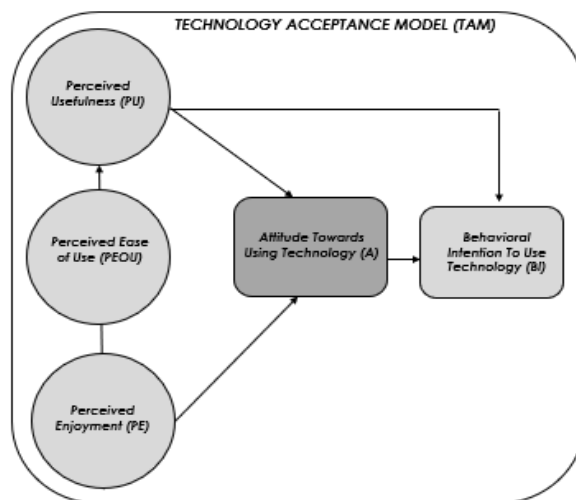 TECHNOLOGY ACCEPTANCE MODEL (TAM)
Perceived
Usefulness (PU)
Perceived Ease
of Use (PEOU)
Attitude Towards
Using Technology (A)
Behavioral
Intention To Use
Technology (BI)
Perceived
Enjoyment (PE)